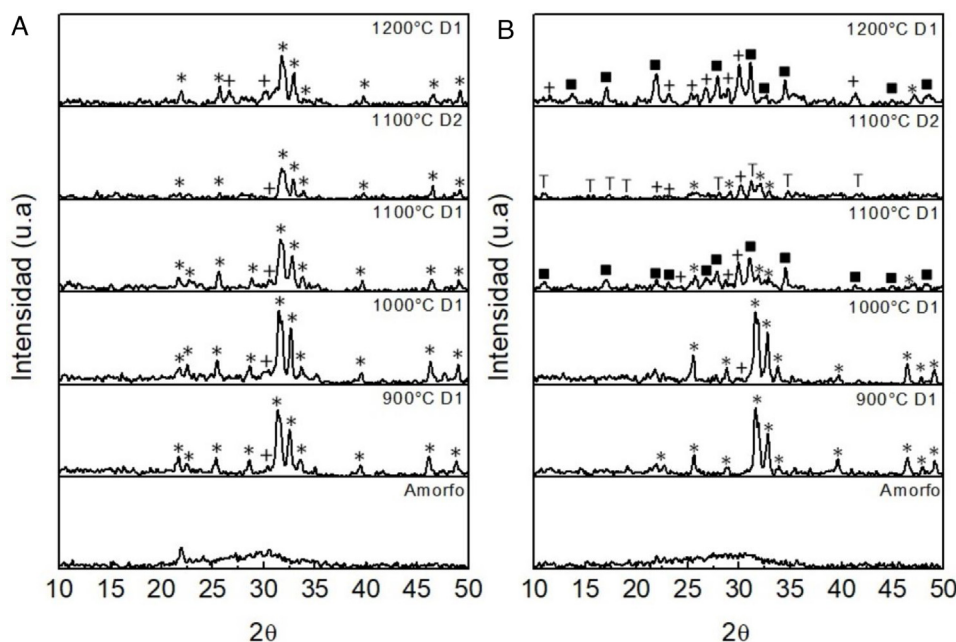 A
1200°C D1
1100°C D2
1100°C D1
1000°C D1
900°C D1
Amorfo
Intensidad (u.a)
10 15 20 25 30 35 40 45 50
2θ
B
1200°C D1
1100°C D2
T T T T T T T T
1100°C D1
1000°C D1
900°C D1
Amorfo
Intensidad (u.a)
10 15 20 25 30 35 40 45 50
2θ